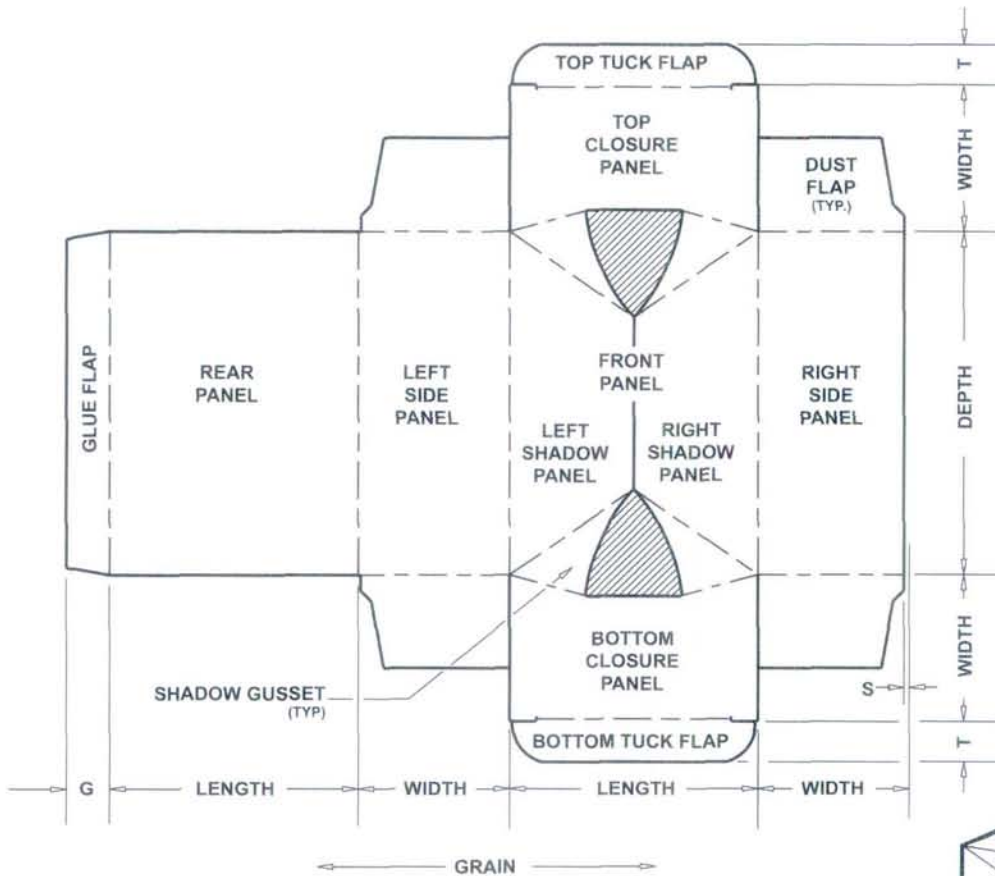 TOP TUCK FLAP
T
TOP
CLOSURE
PANEL
WIDTH
DUST
FLAP
(TYP.)
GLUE FLAP
REAR
PANEL
LEFT
SIDE
PANEL
FRONT
PANEL
RIGHT
SIDE
PANEL
DEPTH
LEFT
SHADOW
PANEL
RIGHT
SHADOW
PANEL
BOTTOM
CLOSURE
PANEL
WIDTH
SHADOW GUSSET
(TYP)
S
BOTTOM TUCK FLAP
T
G
LENGTH
WIDTH
LENGTH
WIDTH
GRAIN